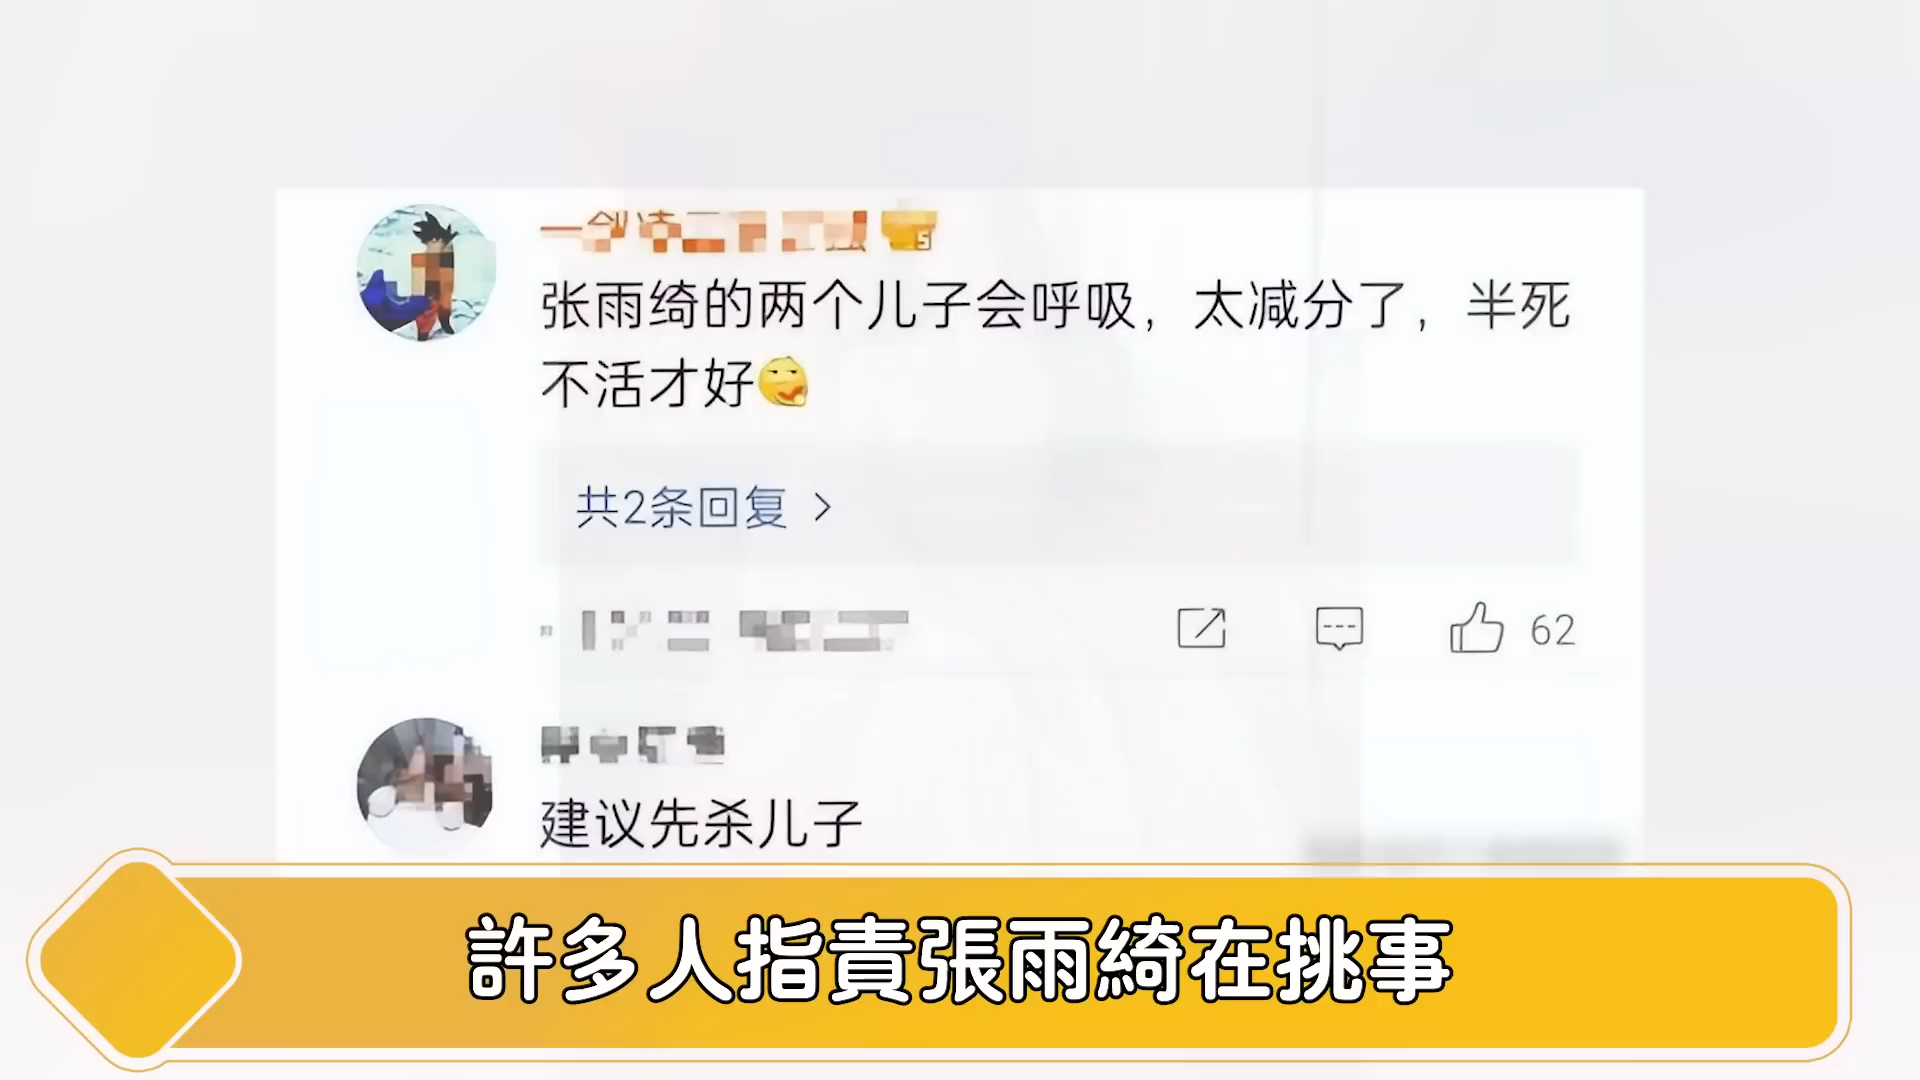 张雨绮的两个儿子会呼吸，太减分了，半死
不活才好
共2条回复 >
62
建议先杀儿子
許多人指責張雨綺在挑事